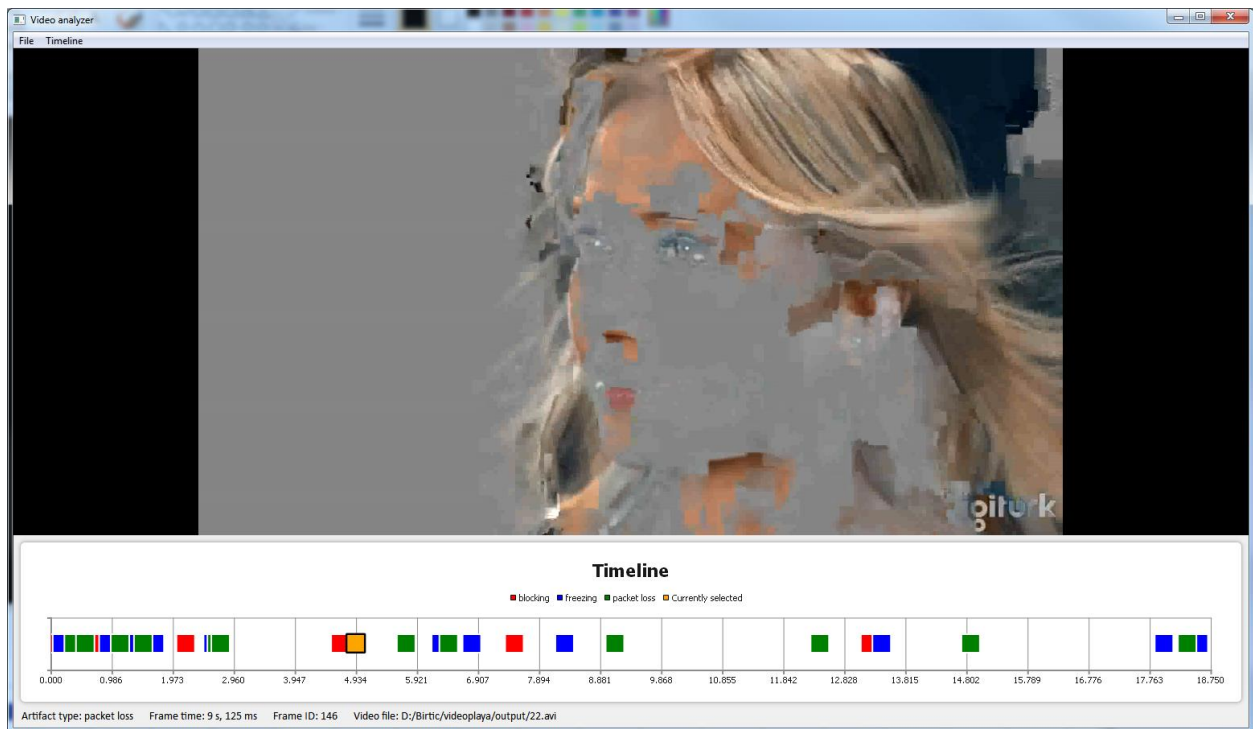 Video analyzer
File Timeline
giturk
Timeline
blocking freezing packet loss Currently selected
0.000 0.986 1.973 2.960 3.947 4.934 5.921 6.907 7.894 8.881 9.868 10.855 11.842 12.828 13.815 14.802 15.789 16.776 17.763 18.750
Artifact type: packet loss Frame time: 9 s, 125 ms Frame ID: 146 Video file: D:/Birtic/videoplaya/output/22.avi